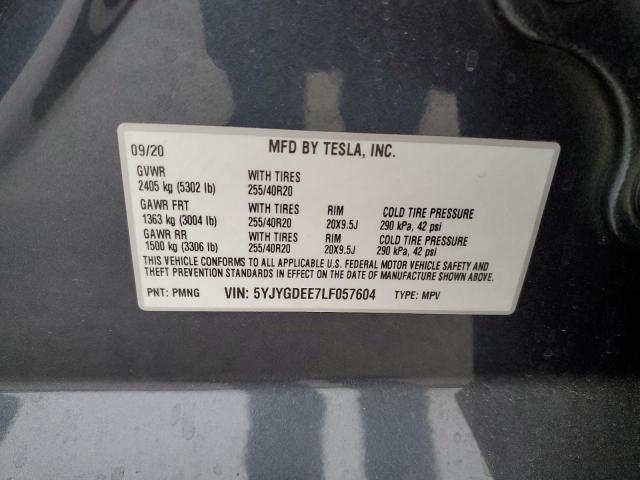 09/20 MFD BY TESLA, INC.
GVWR WITH TIRES
2405 kg (5302 lb) 255/40R20
GAWR FRT WITH TIRES RIM COLD TIRE PRESSURE
1363 kg (3004 lb) 255/40R20 20X9.5J 290 kPa, 42 psi
GAWR RR WITH TIRES RIM COLD TIRE PRESSURE
1500 kg (3306 lb) 255/40R20 20X9.5J 290 kPa, 42 psi
THIS VEHICLE CONFORMS TO ALL APPLICABLE U.S. FEDERAL MOTOR VEHICLE SAFETY AND
THEFT PREVENTION STANDARDS IN EFFECT ON THE DATE OF MANUFACTURE SHOWN ABOVE.
PNT: PMNG VIN: 5YJYGDEE7LF057604 TYPE: MPV